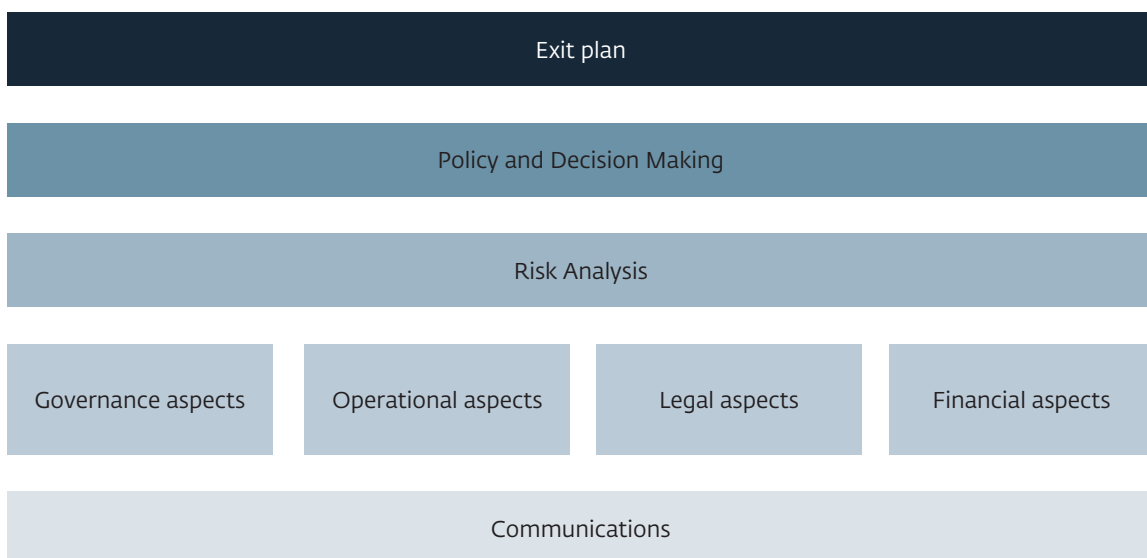 Exit plan
Policy and Decision Making
Risk Analysis
Governance aspects
Operational aspects
Legal aspects
Financial aspects
Communications